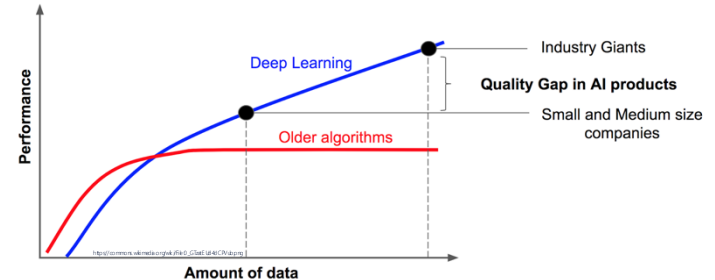 Industry Giants
Deep Learning
Quality Gap in AI products
Small and Medium size
companies
Older algorithms
Performance
Amount of data